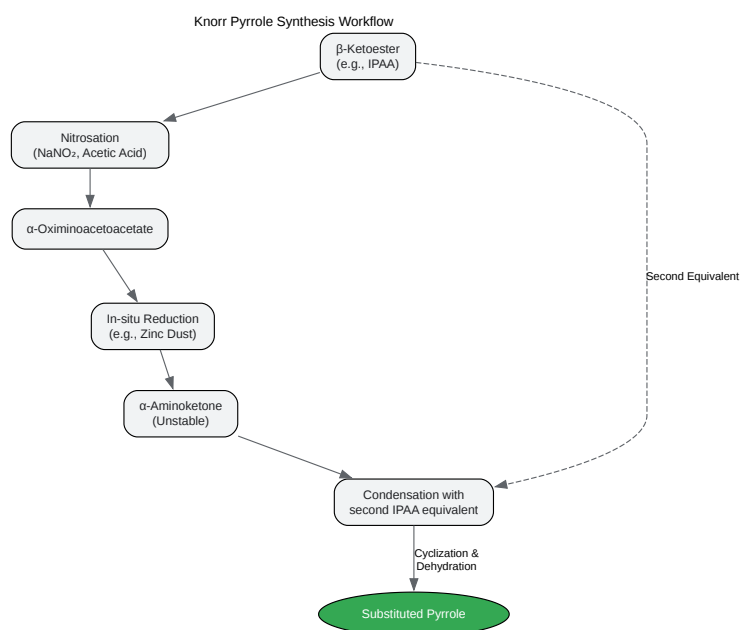 Knorr Pyrrole Synthesis Workflow
β-Ketoester
(e.g., IPAA)
Nitrosation
(NaNO₂, Acetic Acid)
α-Oximinoacetoacetate
Second Equivalent
In-situ Reduction
(e.g., Zinc Dust)
α-Aminoketone
(Unstable)
Condensation with
second IPAA equivalent
Cyclization &
Dehydration
Substituted Pyrrole